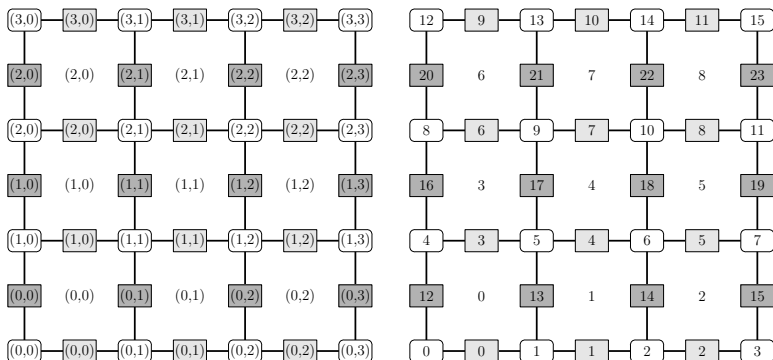 (3,0) (3,0) (3,1) (3,1) (3,2) (3,2) (3,3) 12 9 13 10 14 11 15
(2,0) (2,0) (2,1) (2,1) (2,2) (2,2) (2,3) 20 6 21 7 22 8 23
(2,0) (2,0) (2,1) (2,1) (2,2) (2,2) (2,3) 8 6 9 7 10 8 11
(1,0) (1,0) (1,1) (1,1) (1,2) (1,2) (1,3) 16 3 17 4 18 5 19
(1,0) (1,0) (1,1) (1,1) (1,2) (1,2) (1,3) 4 3 5 4 6 5 7
(0,0) (0,0) (0,1) (0,1) (0,2) (0,2) (0,3) 12 0 13 1 14 2 15
(0,0) (0,0) (0,1) (0,1) (0,2) (0,2) (0,3) 0 0 1 1 2 2 3